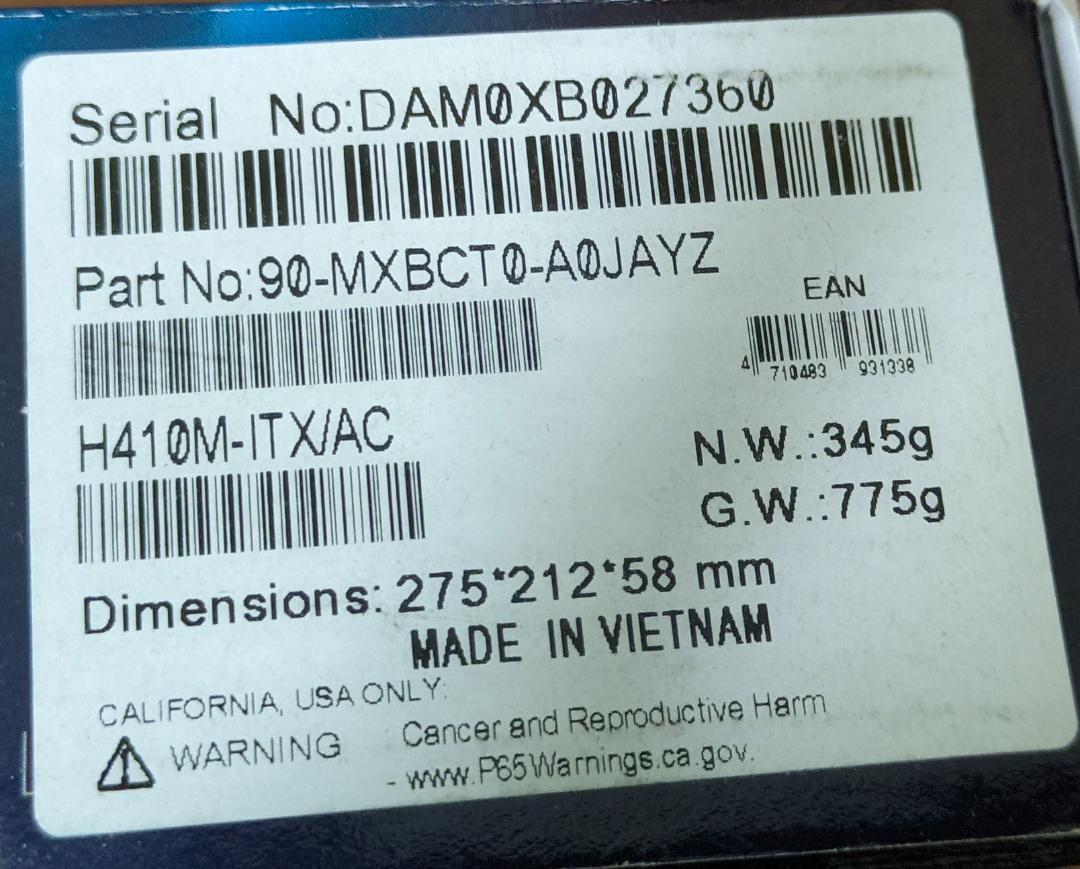 Serial No:DAM0XB027360
Part No:90-MXBCT0-A0JAYZ
EAN
4 710483 931338
H410M-ITX/AC
N.W.:345g
G.W.:775g
Dimensions: 275*212*58 mm
MADE IN VIETNAM
CALIFORNIA, USA ONLY:
WARNING Cancer and Reproductive Harm
- www.P65Warnings.ca.gov.